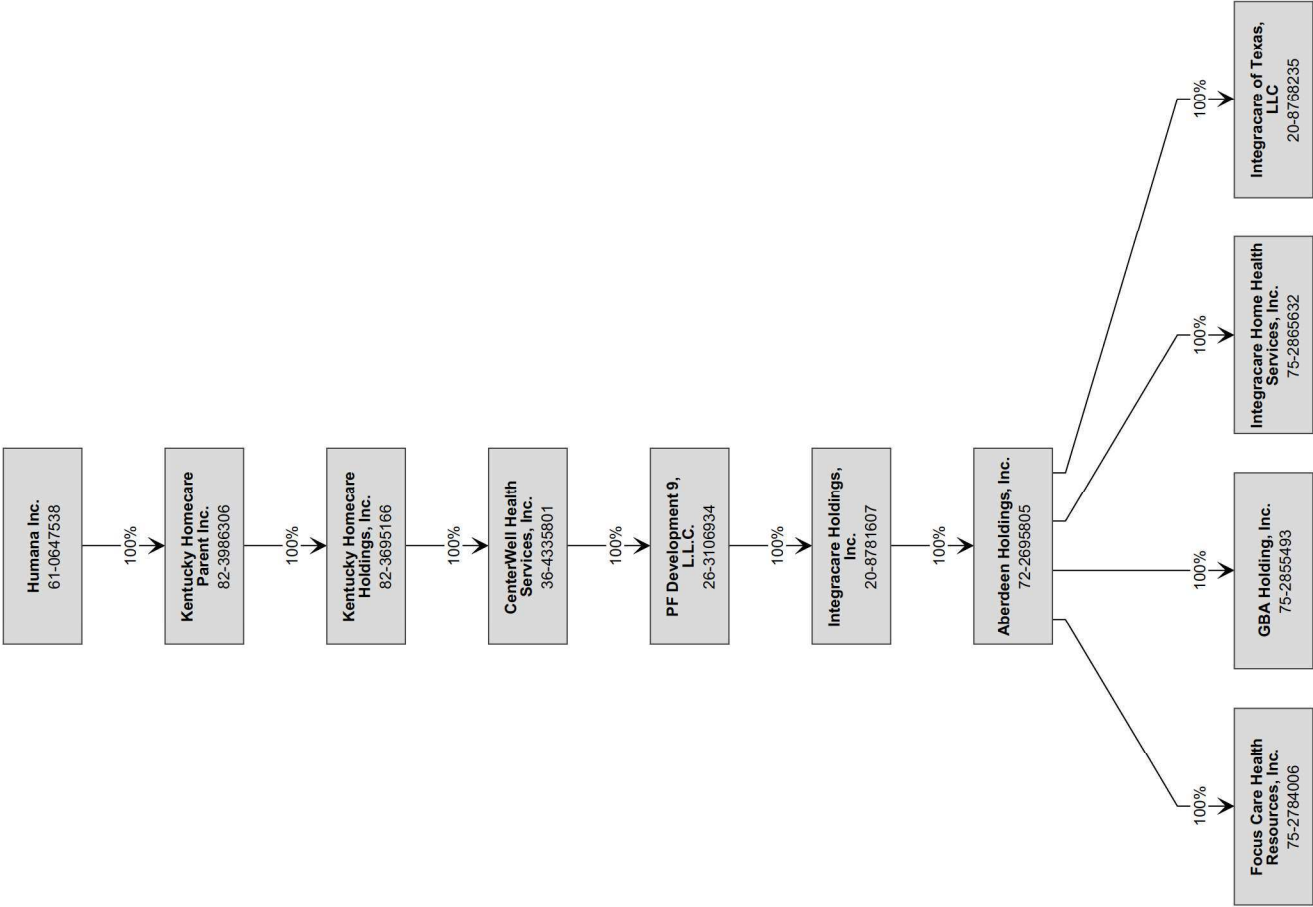 Humana Inc.
61-0647538
100%
Kentucky Homecare
Parent Inc.
82-3986306
100%
Kentucky Homecare
Holdings, Inc.
82-3695166
100%
CenterWell Health
Services, Inc.
36-4335801
100%
PF Development 9,
L.L.C.
26-3106934
100%
Integracare Holdings,
Inc.
20-8781607
100%
Aberdeen Holdings, Inc.
72-2695805
100%
100%
100%
100%
Focus Care Health
Resources, Inc.
75-2784006
GBA Holding, Inc.
75-2855493
Integracare Home Health
Services, Inc.
75-2865632
Integracare of Texas,
LLC
20-8768235